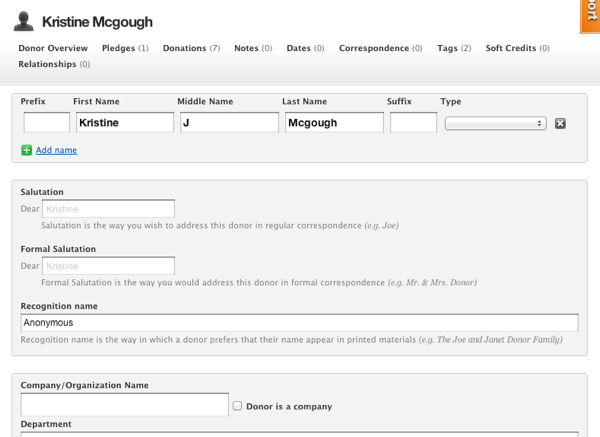 port
Kristine Mcgough
Donor Overview Pledges (1) Donations (7) Notes (0) Dates (0) Correspondence (0) Tags (2) Soft Credits (0)
Relationships (0)
Prefix First Name Middle Name Last Name Suffix Type
Kristine J Mcgough
Add name
Salutation
Dear Kristine
Salutation is the way you wish to address this donor in regular correspondence (e.g. Joe)
Formal Salutation
Dear Kristine
Formal Salutation is the way you would address this donor in formal correspondence (e.g. Mr. & Mrs. Donor)
Recognition name
Anonymous
Recognition name is the way in which a donor prefers that their name appear in printed materials (e.g. The Joe and Janet Donor Family)
Company/Organization Name
Donor is a company
Department